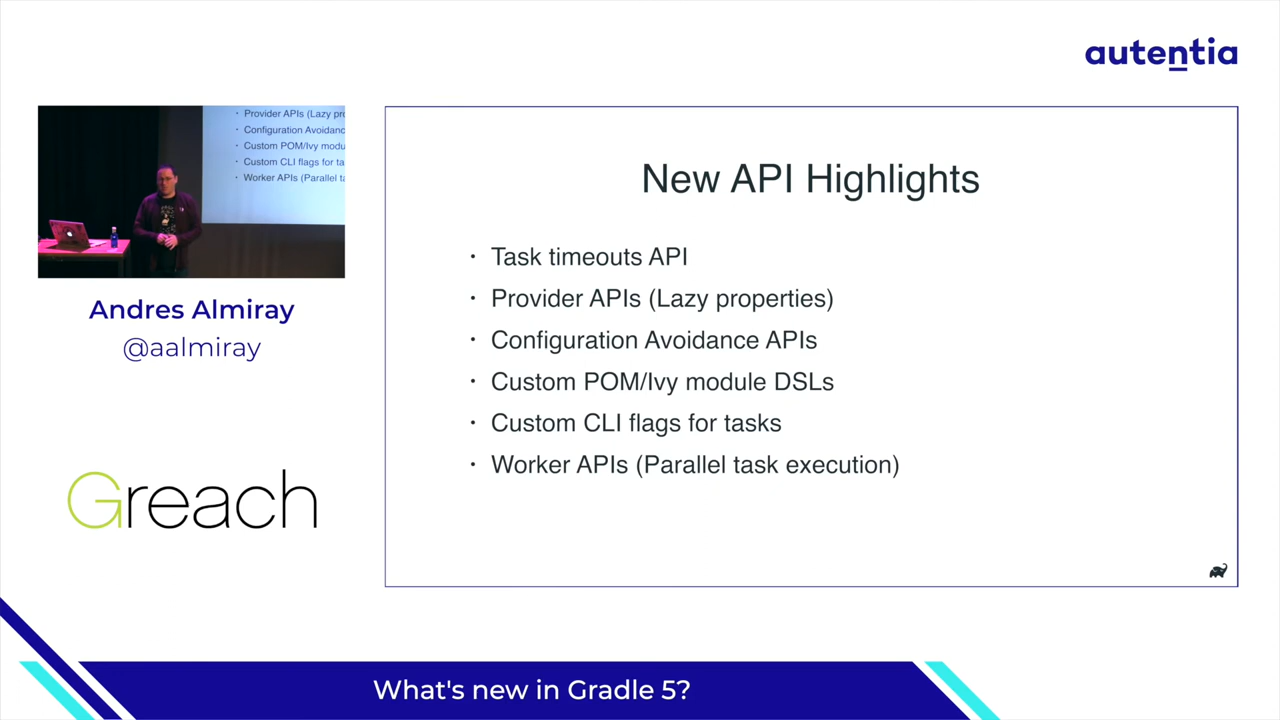 autentia
· Provider APIs (Lazy pro
· Configuration Avoidanc
· Custom POM/Ivy modu
· Custom CLI flags for ta
· Worker APIs (Parallel ta
Andres Almiray
@aalmiray
Greach
New API Highlights
· Task timeouts API
· Provider APIs (Lazy properties)
· Configuration Avoidance APIs
· Custom POM/Ivy module DSLs
· Custom CLI flags for tasks
· Worker APIs (Parallel task execution)
What's new in Gradle 5?